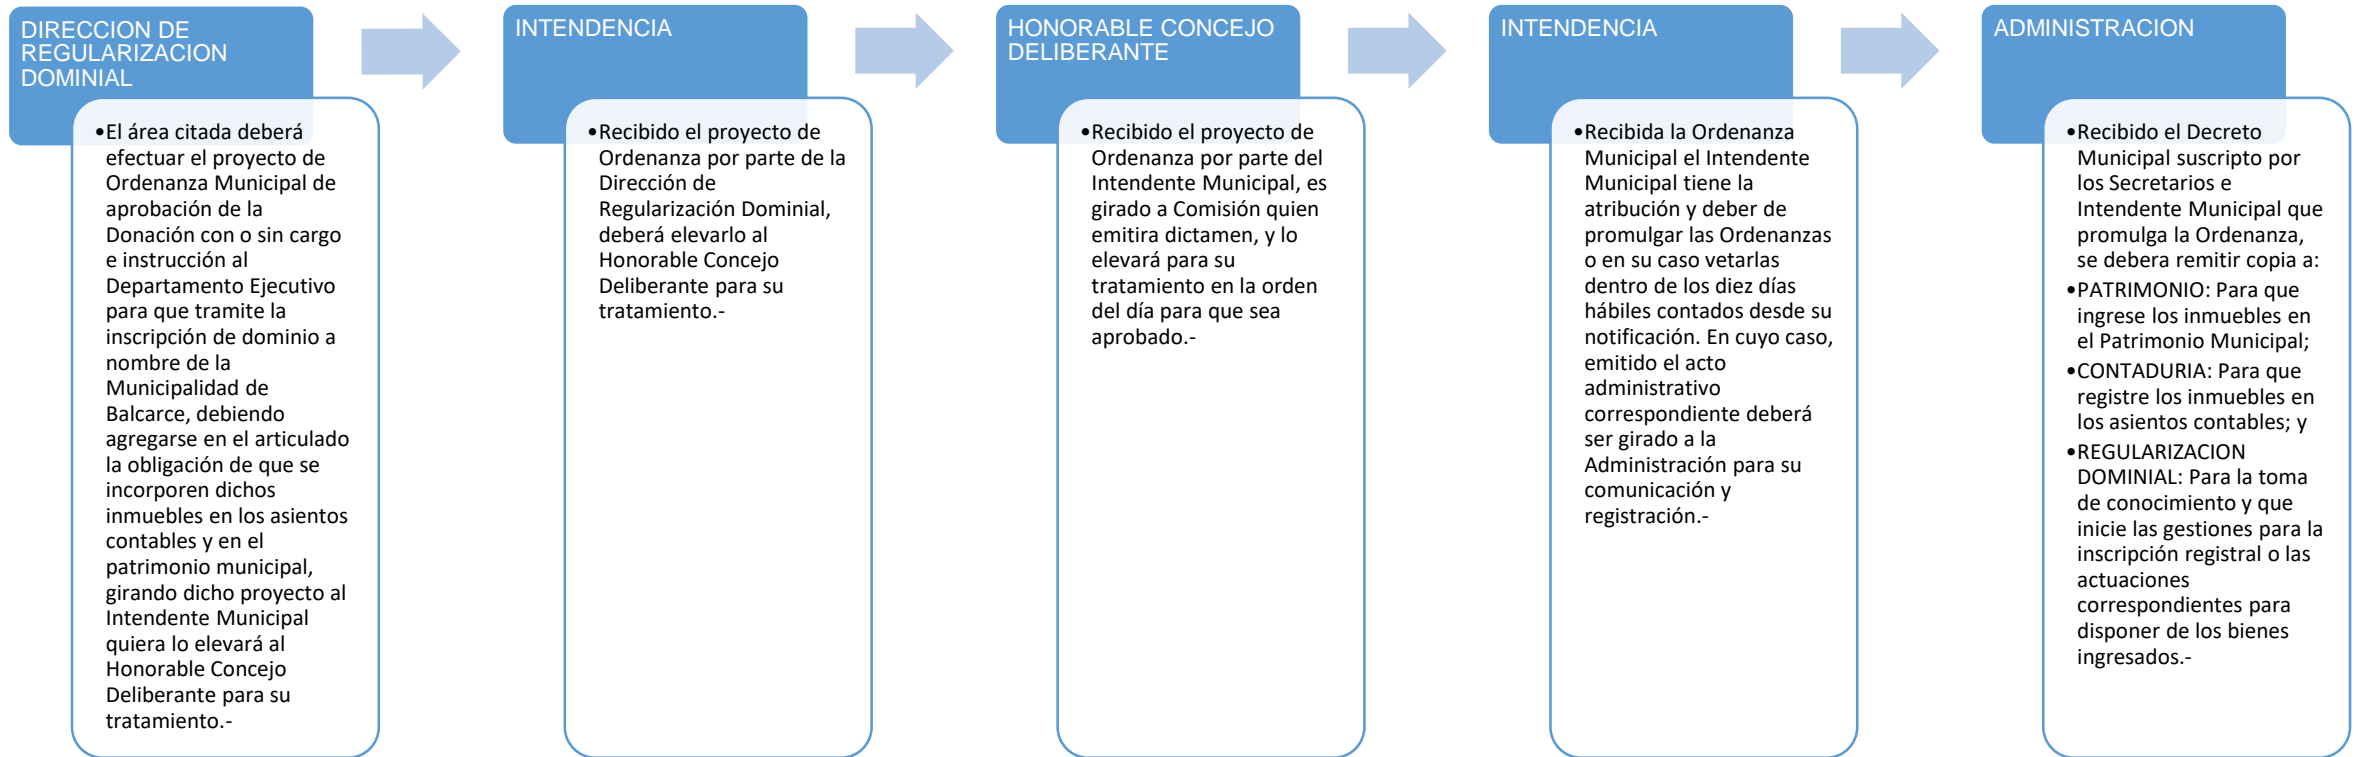 DIRECCION DE
REGULARIZACION
DOMINIAL
•El área citada deberá
efectuar el proyecto de
Ordenanza Municipal de
aprobación de la
Donación con o sin cargo
e instrucción al
Departamento Ejecutivo
para que tramite la
inscripción de dominio a
nombre de la
Municipalidad de
Balcarce, debiendo
agregarse en el articulado
la obligación de que se
incorporen dichos
inmuebles en los asientos
contables y en el
patrimonio municipal,
girando dicho proyecto al
Intendente Municipal
quiera lo elevará al
Honorable Concejo
Deliberante para su
tratamiento.-
INTENDENCIA
•Recibido el proyecto de
Ordenanza por parte de la
Dirección de
Regularización Dominial,
deberá elevarlo al
Honorable Concejo
Deliberante para su
tratamiento.-
HONORABLE CONCEJO
DELIBERANTE
•Recibido el proyecto de
Ordenanza por parte del
Intendente Municipal, es
girado a Comisión quien
emitira dictamen, y lo
elevará para su
tratamiento en la orden
del día para que sea
aprobado.-
INTENDENCIA
•Recibida la Ordenanza
Municipal el Intendente
Municipal tiene la
atribución y deber de
promulgar las Ordenanzas
o en su caso vetarlas
dentro de los diez días
hábiles contados desde su
notificación. En cuyo caso,
emitido el acto
administrativo
correspondiente deberá
ser girado a la
Administración para su
comunicación y
registración.-
ADMINISTRACION
•Recibido el Decreto
Municipal suscripto por
los Secretarios e
Intendente Municipal que
promulga la Ordenanza,
se debera remitir copia a:
•PATRIMONIO: Para que
ingrese los inmuebles en
el Patrimonio Municipal;
•CONTADURIA: Para que
registre los inmuebles en
los asientos contables; y
•REGULARIZACION
DOMINIAL: Para la toma
de conocimiento y que
inicie las gestiones para la
inscripción registral o las
actuaciones
correspondientes para
disponer de los bienes
ingresados.-